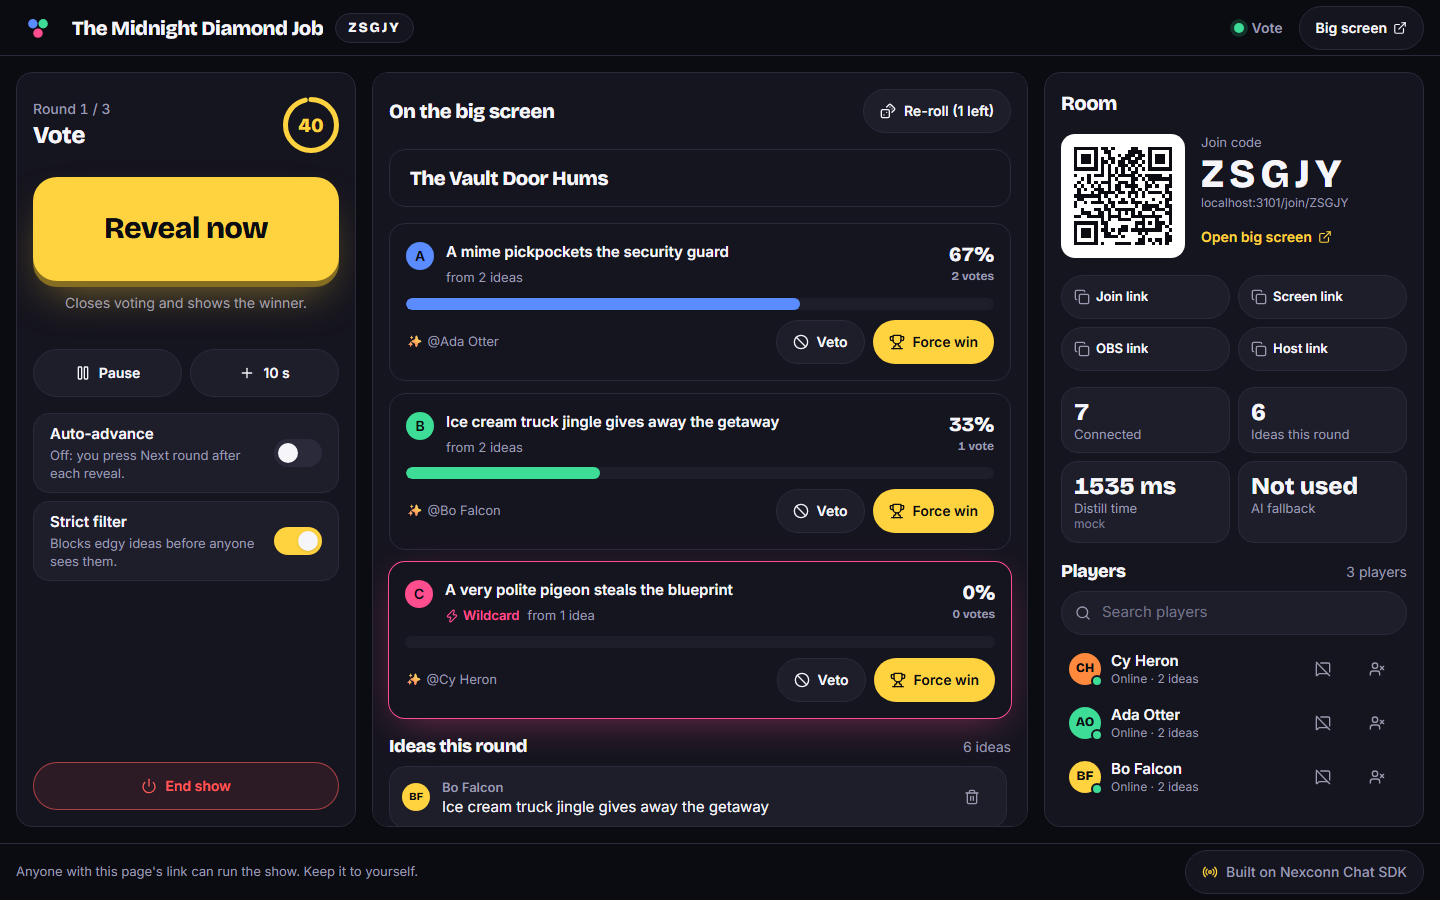 The Midnight Diamond Job
ZSGJY
Vote
Big screen
Round 1 / 3
Vote
40
Reveal now
Closes voting and shows the winner.
Pause
+ 10 s
Auto-advance
Off: you press Next round after
each reveal.
Strict filter
Blocks edgy ideas before anyone
sees them.
End show
On the big screen
Re-roll (1 left)
The Vault Door Hums
A
A mime pickpockets the security guard
67%
from 2 ideas
2 votes
@Ada Otter
Veto
Force win
B
Ice cream truck jingle gives away the getaway
33%
from 2 ideas
1 vote
@Bo Falcon
Veto
Force win
C
A very polite pigeon steals the blueprint
0%
Wildcard from 1 idea
0 votes
@Cy Heron
Veto
Force win
Ideas this round
6 ideas
BF
Bo Falcon
Ice cream truck jingle gives away the getaway
Room
Join code
ZSGJY
localhost:3101/join/ZSGJY
Open big screen
Join link
Screen link
OBS link
Host link
7
Connected
6
Ideas this round
1535 ms
Distill time
mock
Not used
AI fallback
Players
3 players
Search players
CH
Cy Heron
Online · 2 ideas
AO
Ada Otter
Online · 2 ideas
BF
Bo Falcon
Online · 2 ideas
Anyone with this page's link can run the show. Keep it to yourself.
Built on Nexconn Chat SDK